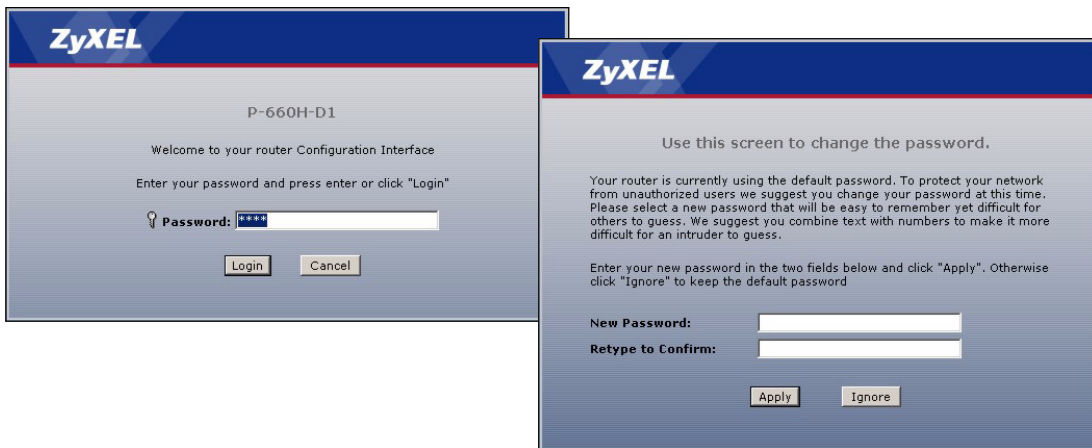 ZyXEL
P-660H-D1
Welcome to your router Configuration Interface
Enter your password and press enter or click "Login"
Password: ****
Login Cancel
ZyXEL
Use this screen to change the password.
Your router is currently using the default password. To protect your network
from unauthorized users we suggest you change your password at this time.
Please select a new password that will be easy to remember yet difficult for
others to guess. We suggest you combine text with numbers to make it more
difficult for an intruder to guess.
Enter your new password in the two fields below and click "Apply". Otherwise
click "Ignore" to keep the default password
New Password:
Retype to Confirm:
Apply Ignore